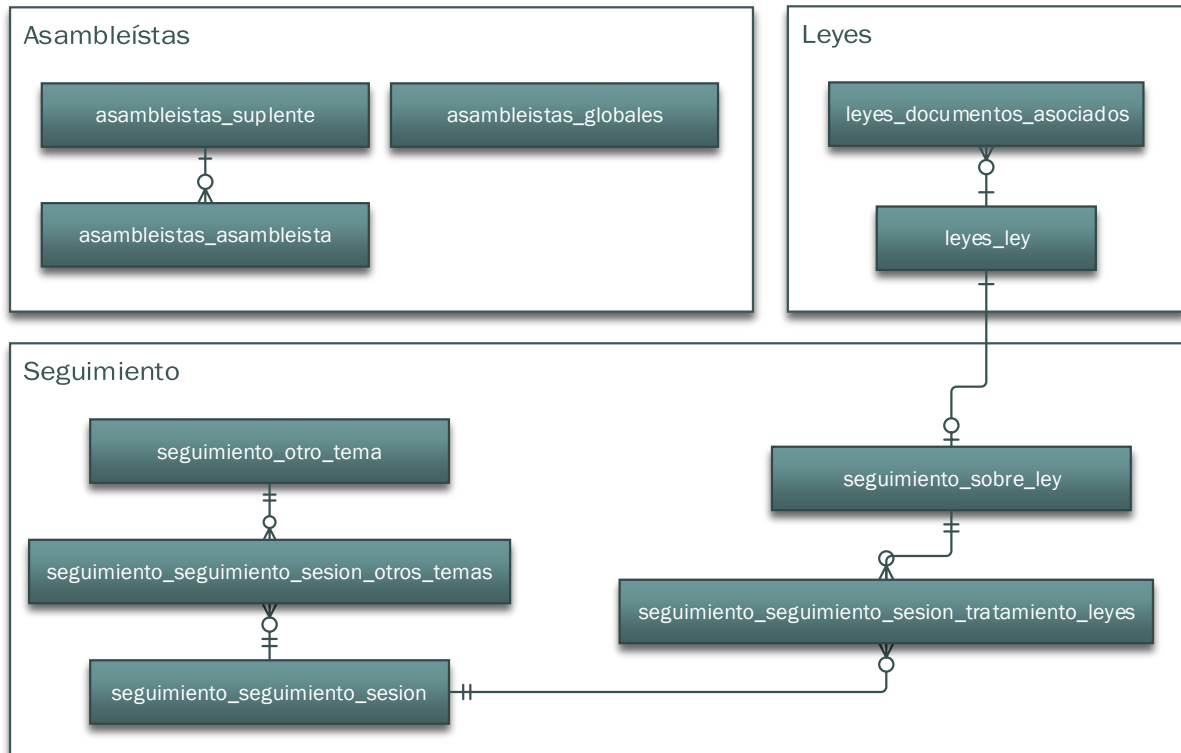 Asambleístas
asambleistas_suplente
asambleistas_globales
asambleistas_asambleista
Leyes
leyes_documentos_asociados
leyes_ley
Seguimiento
seguimiento_otro_tema
seguimiento_seguimiento_sesion_otros_temas
seguimiento_seguimiento_sesion
seguimiento_sobre_ley
seguimiento_seguimiento_sesion_tratamiento_leyes